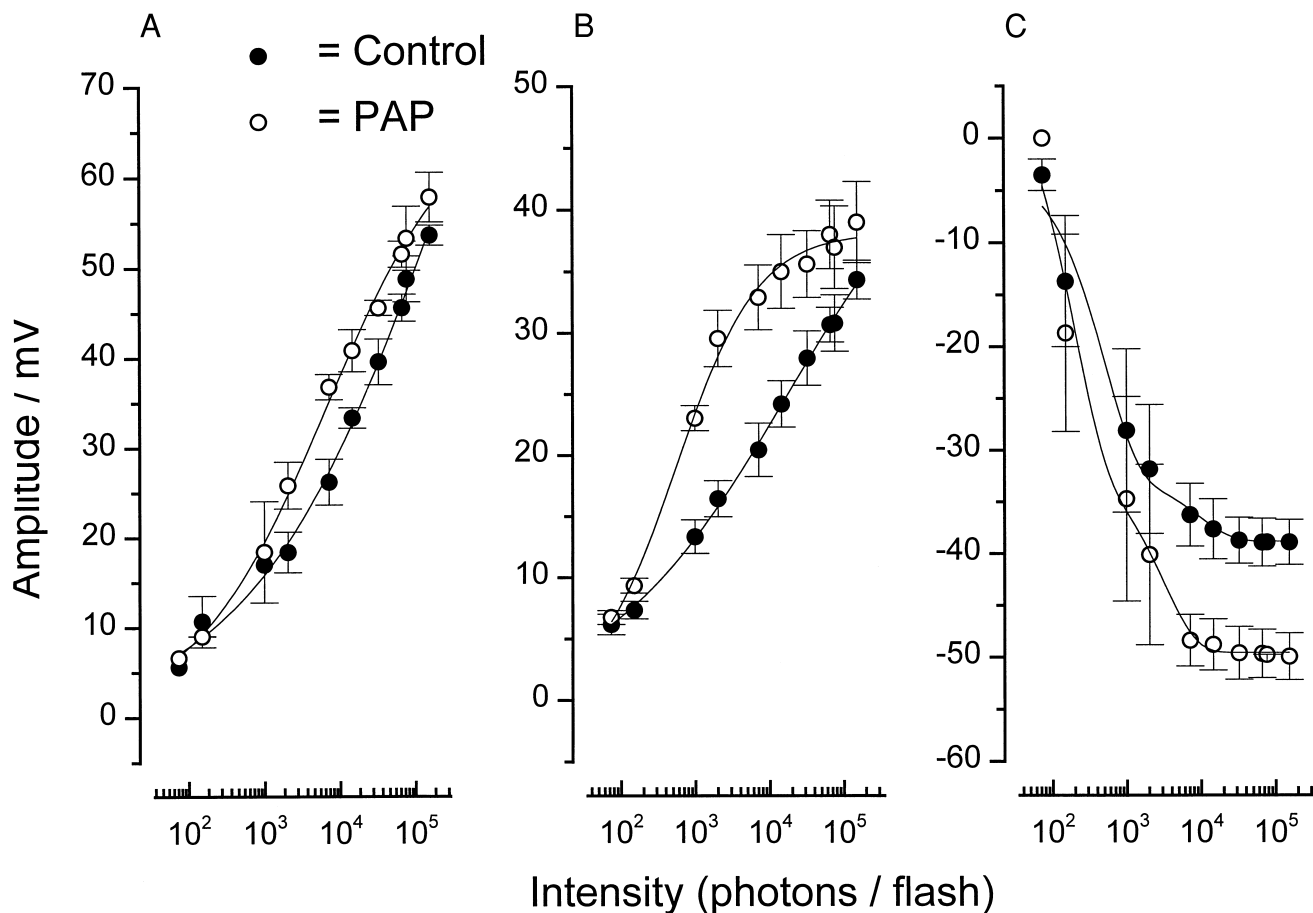 A
B
C
= Control
= PAP
70
60
50
40
30
20
10
0
50
40
30
20
10
0
0
-10
-20
-30
-40
-50
-60
Amplitude / mV
10² 10³ 10⁴ 10⁵
10² 10³ 10⁴ 10⁵
10² 10³ 10⁴ 10⁵
Intensity (photons / flash)